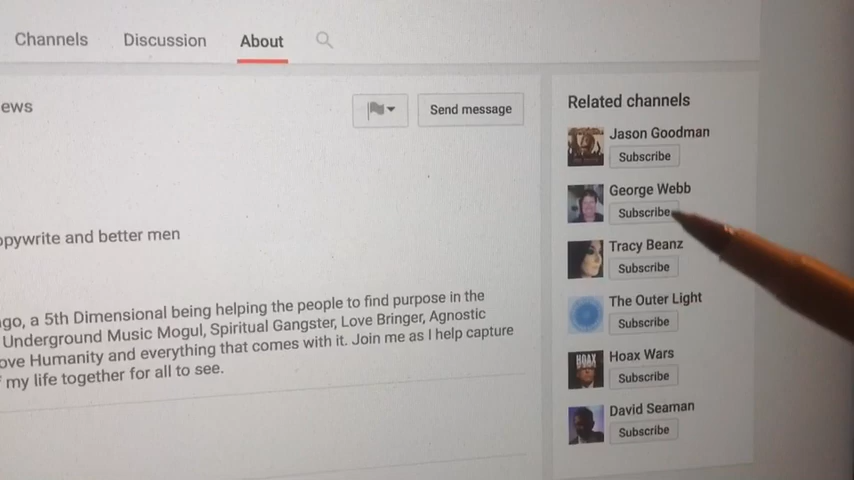 Channels Discussion About
ews
Send message
opywrite and better men
go, a 5th Dimensional being helping the people to find purpose in the
Underground Music Mogul, Spiritual Gangster, Love Bringer, Agnostic
ove Humanity and everything that comes with it. Join me as I help capture
my life together for all to see.
Related channels
Jason Goodman
Subscribe
George Webb
Subscribe
Tracy Beanz
Subscribe
The Outer Light
Subscribe
HOAX
Hoax Wars
Subscribe
David Seaman
Subscribe